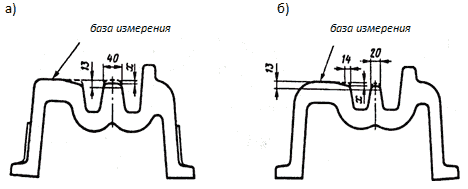 а)
база измерения
13
40
н
б)
база измерения
13
14
20
н